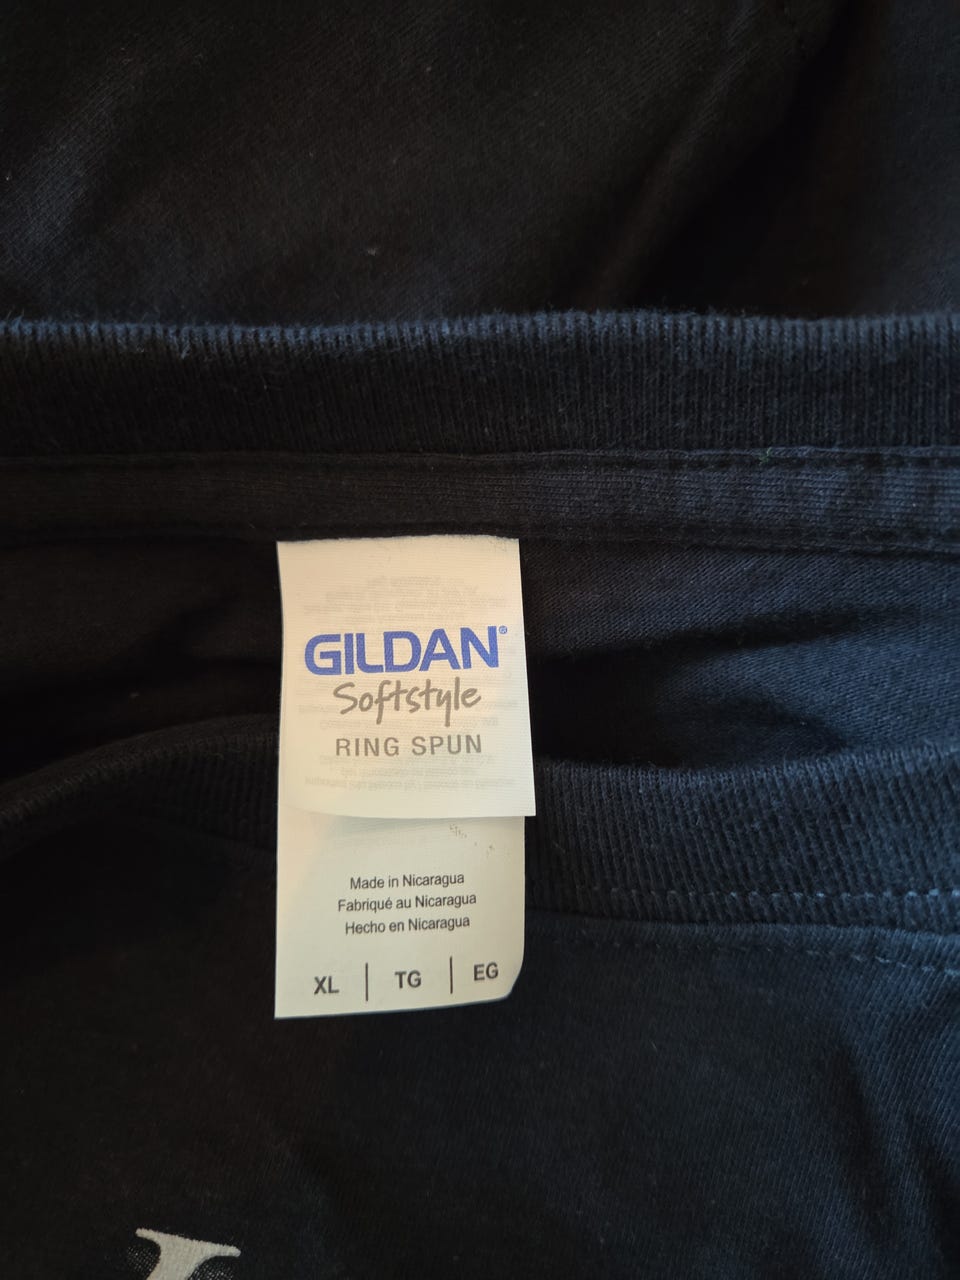 GILDAN®
Softstyle
RING SPUN
Made in Nicaragua
Fabriqué au Nicaragua
Hecho en Nicaragua
XL | TG | EG